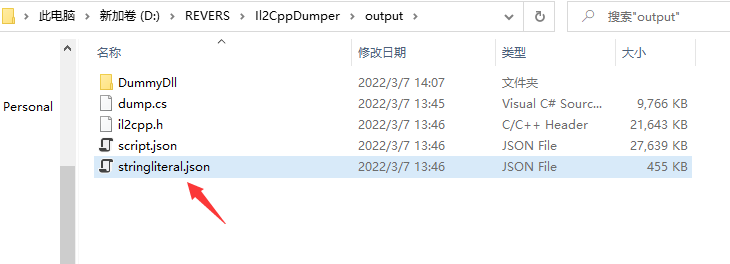 此电脑 › 新加卷 (D:) › REVERS › Il2CppDumper › output ›
搜索"output"
名称 修改日期 类型 大小
DummyDll 2022/3/7 14:07 文件夹
Personal
dump.cs 2022/3/7 13:45 Visual C# Sourc... 9,766 KB
il2cpp.h 2022/3/7 13:46 C/C++ Header 21,643 KB
script.json 2022/3/7 13:46 JSON File 27,639 KB
stringliteral.json 2022/3/7 13:46 JSON File 455 KB